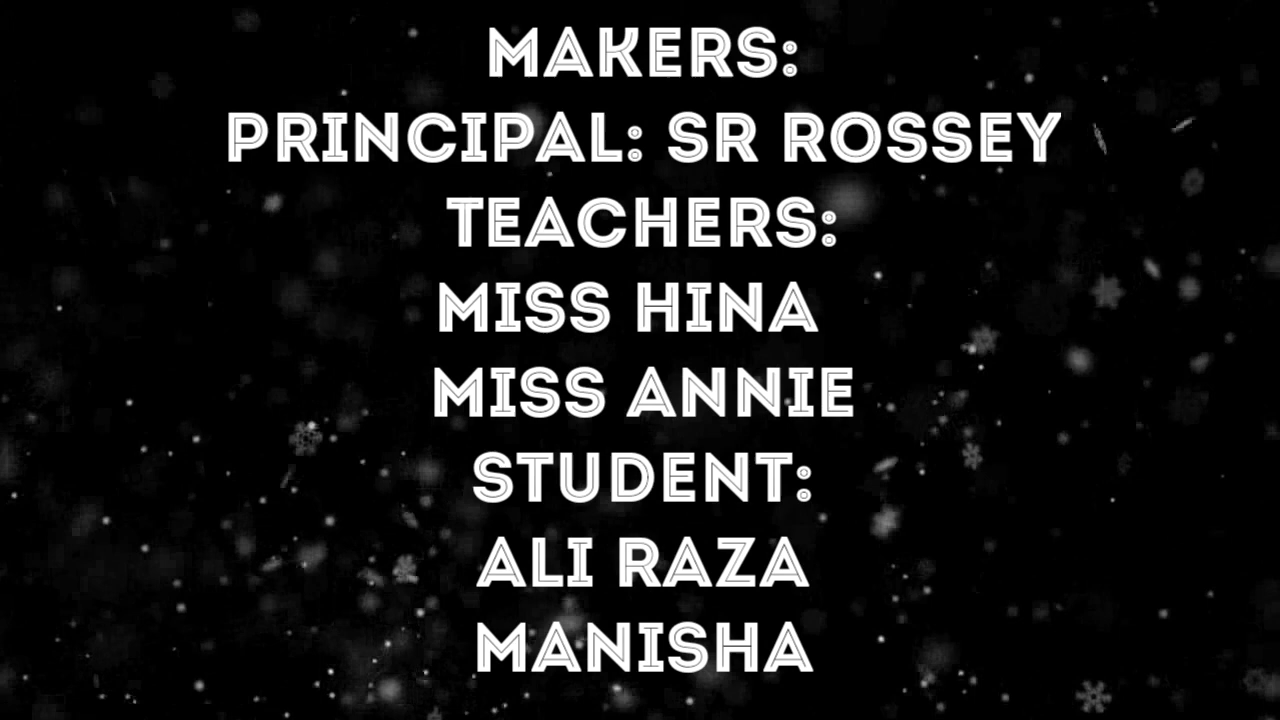 MAKERS:
PRINCIPAL: SR ROSSEY
TEACHERS:
MISS HINA
MISS ANNIE
STUDENT:
ALI RAZA
MANISHA